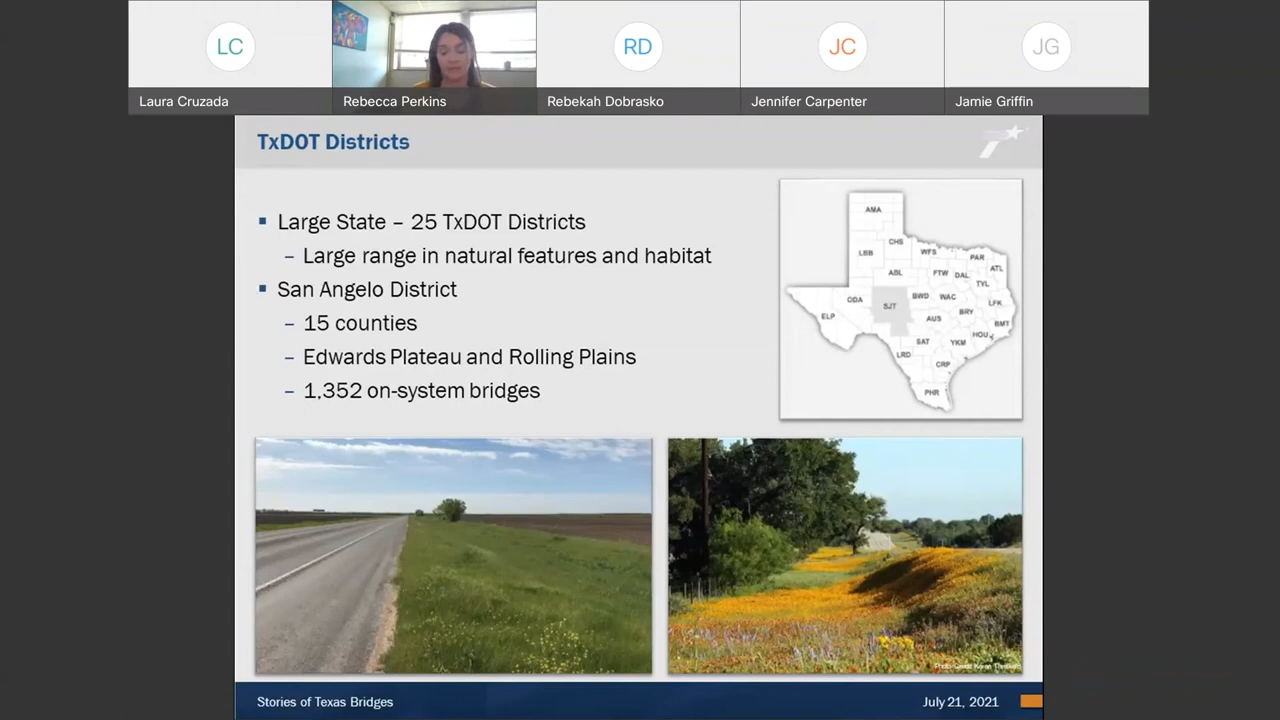 LC
RD
JC
JG
Laura Cruzada
Rebecca Perkins
Rebekah Dobrasko
Jennifer Carpenter
Jamie Griffin
TxDOT Districts
▪ Large State – 25 TxDOT Districts
– Large range in natural features and habitat
▪ San Angelo District
– 15 counties
– Edwards Plateau and Rolling Plains
– 1,352 on-system bridges
AMA
CHS
LBB
WFS
PAR
ABL
FTW
DAL
ATL
TYL
ODA
SJT
BWD
WAC
LFK
ELP
AUS
BRY
BMT
HOU
SAT
YKM
LRD
CRP
PHR
Photo Credit Karen
Stories of Texas Bridges
July 21, 2021